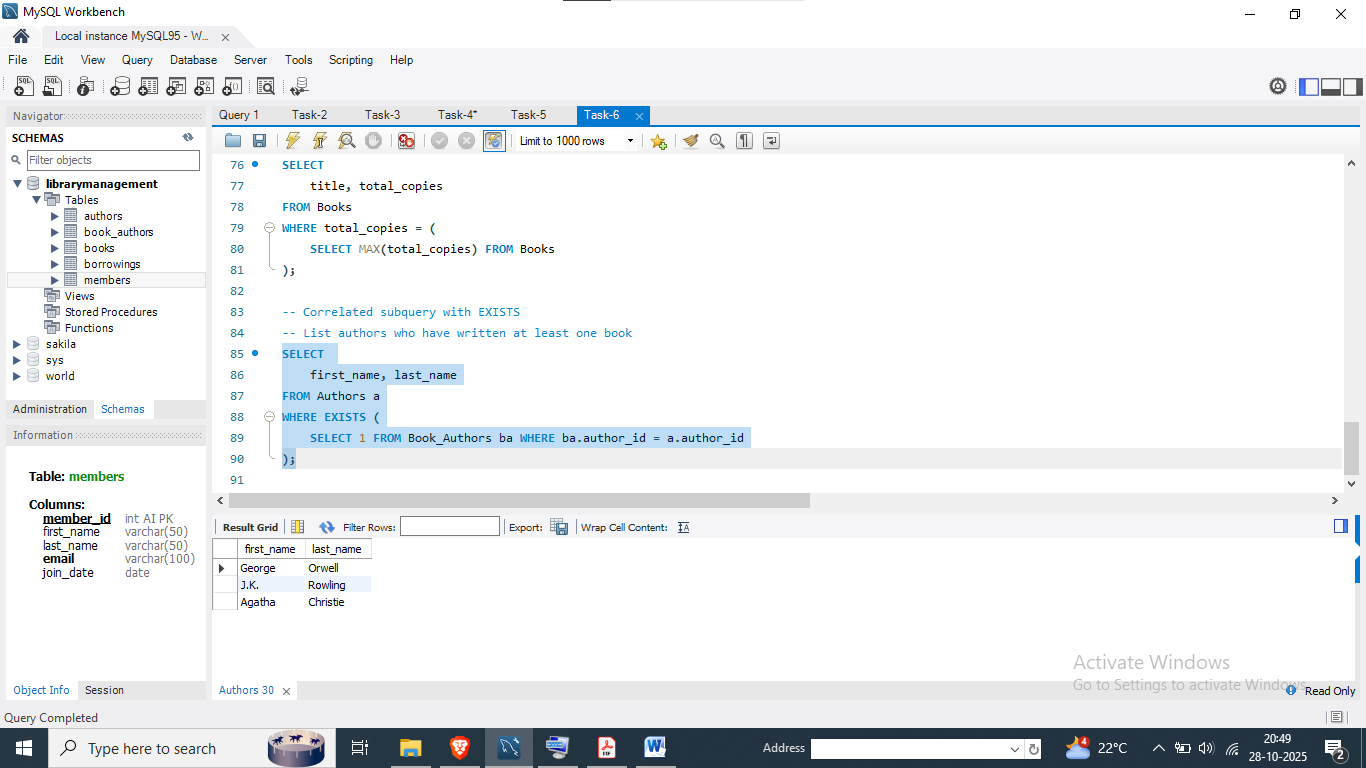 MySQL Workbench
Local instance MySQL95 - W...
File Edit View Query Database Server Tools Scripting Help
Navigator
SCHEMAS
Filter objects
librarymanagement
Tables
authors
book_authors
books
borrowings
members
Views
Stored Procedures
Functions
sakila
sys
world
Administration Schemas
Information
Table: members
Columns:
member_id int AI PK
first_name varchar(50)
last_name varchar(50)
email varchar(100)
join_date date
Object Info Session
Query 1 Task-2 Task-3 Task-4* Task-5 Task-6
Limit to 1000 rows
76 SELECT
77 title, total_copies
78 FROM Books
79 WHERE total_copies = (
80 SELECT MAX(total_copies) FROM Books
81 );
82
83 -- Correlated subquery with EXISTS
84 -- List authors who have written at least one book
85 SELECT
86 first_name, last_name
87 FROM Authors a
88 WHERE EXISTS (
89 SELECT 1 FROM Book_Authors ba WHERE ba.author_id = a.author_id
90 );
91
Result Grid Filter Rows: Export: Wrap Cell Content:
first_name last_name
George Orwell
J.K. Rowling
Agatha Christie
Activate Windows
Go to Settings to activate Windows.
Authors 30 Read Only
Query Completed
Type here to search
Address
4
22°C
20:49
28-10-2025
2